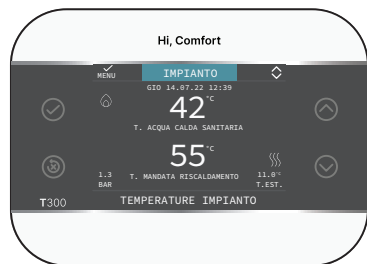 Hi, Comfort
MENU
IMPIANTO
GIO 14.07.22 12:39
42°C
T. ACQUA CALDA SANITARIA
55°C
1.3
BAR
T. MANDATA RISCALDAMENTO
11.0°C
T.EST.
T300
TEMPERATURE IMPIANTO